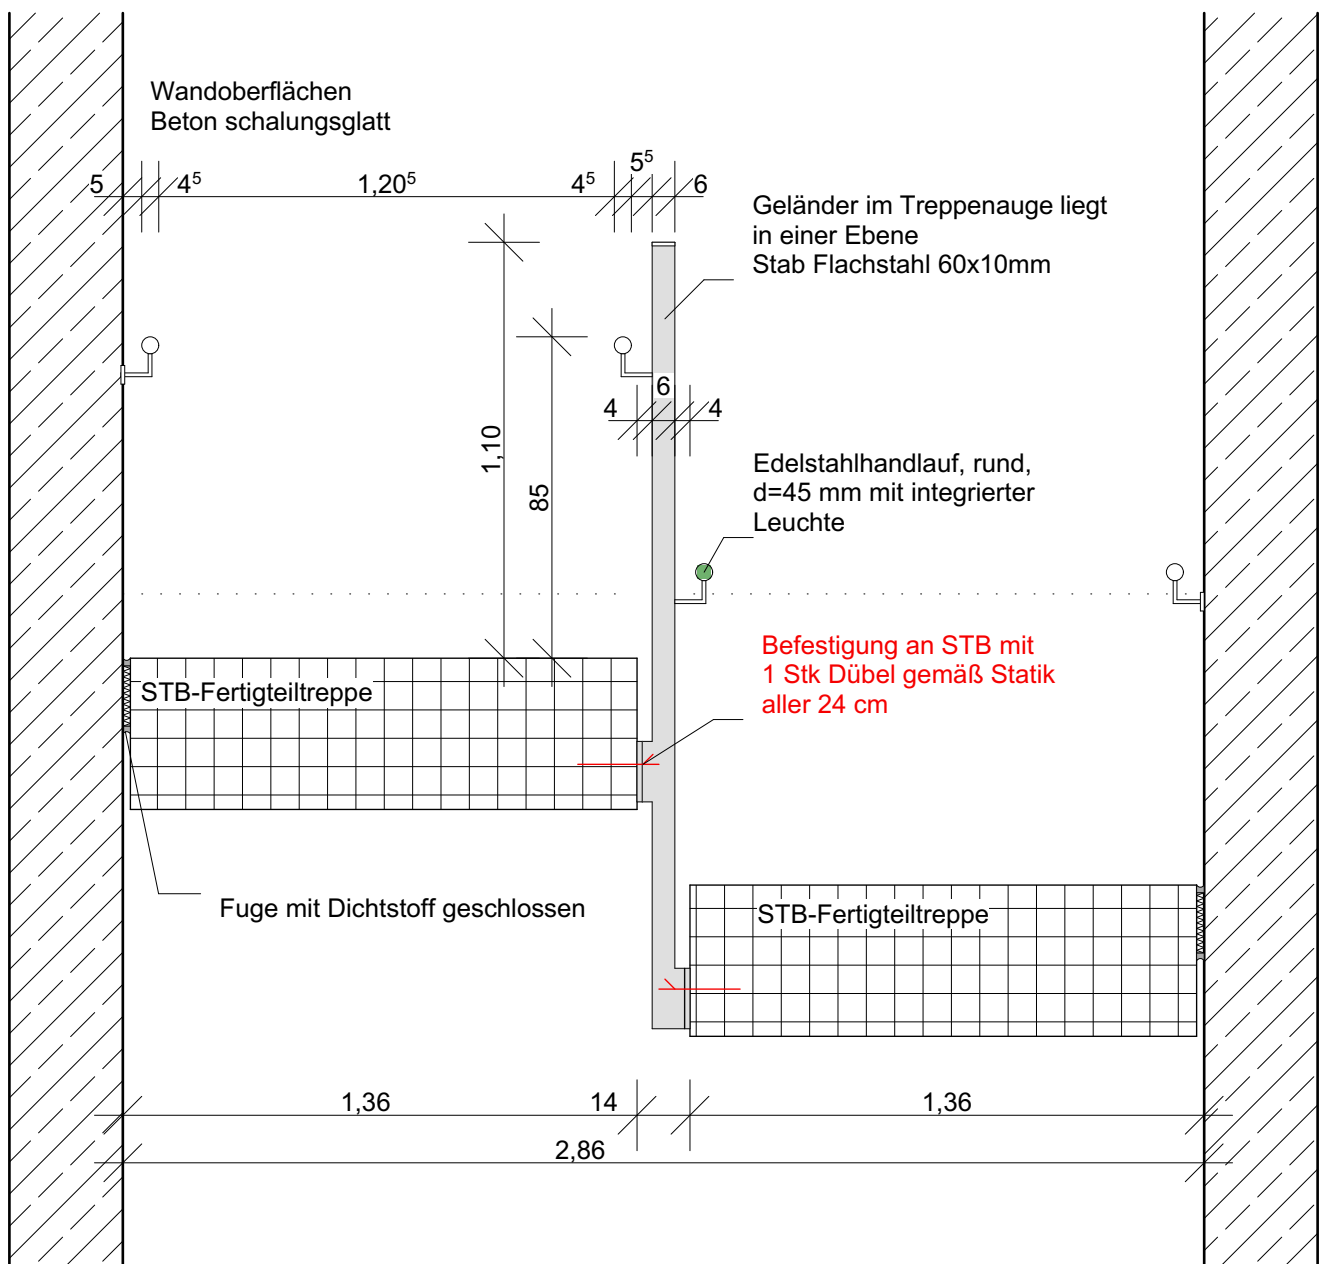 Wandoberflächen
Beton schalungsglatt
5 4⁵ 1,20⁵ 4⁵ 5⁵ 6
Geländer im Treppenauge liegt
in einer Ebene
Stab Flachstahl 60x10mm
4 6 4
1,10
85
Edelstahlhandlauf, rund,
d=45 mm mit integrierter
Leuchte
Befestigung an STB mit
1 Stk Dübel gemäß Statik
aller 24 cm
STB-Fertigteiltreppe
Fuge mit Dichtstoff geschlossen
STB-Fertigteiltreppe
1,36 14 1,36
2,86